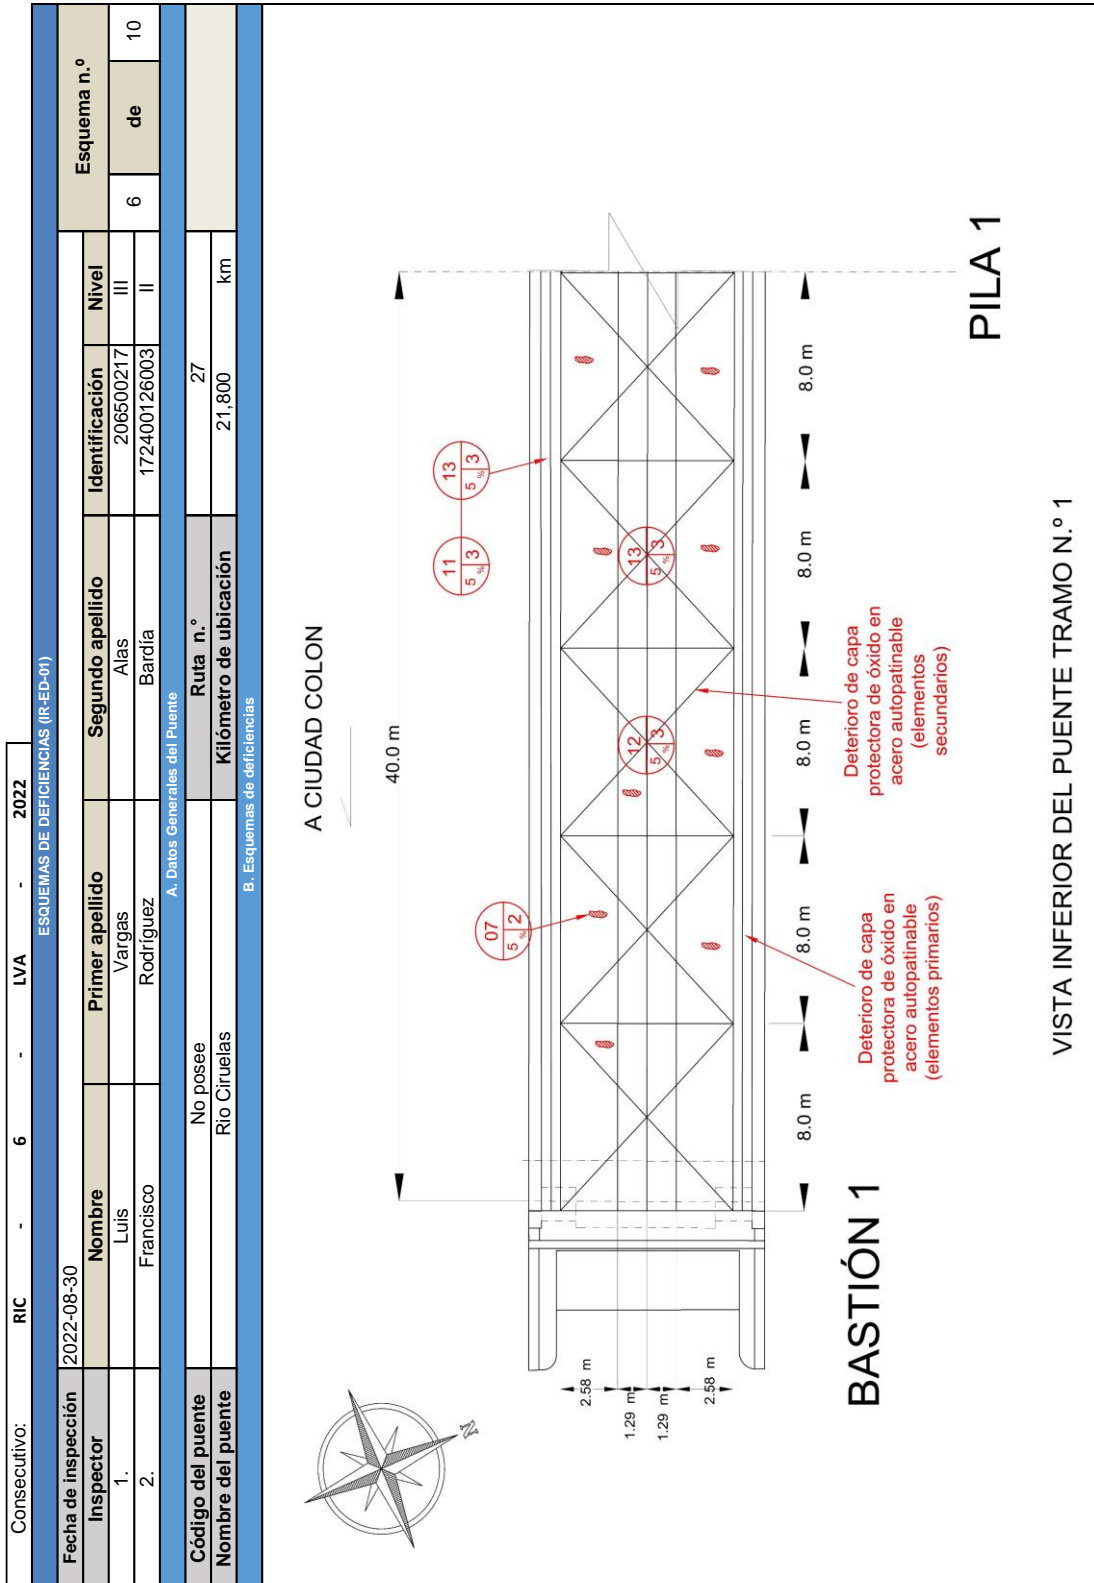 Consecutivo: RIC - 6 - LVA - 2022
ESQUEMAS DE DEFICIENCIAS (IR-ED-01)
Fecha de inspección 2022-08-30 Esquema n.º
Inspector Nombre Primer apellido Segundo apellido Identificación Nivel
1. Luis Vargas Alas 206500217 III 6 de 10
2. Francisco Rodríguez Bardía 172400126003 II
A. Datos Generales del Puente
Código del puente No posee Ruta n.° 27
Nombre del puente Rio Ciruelas Kilómetro de ubicación 21,800 km
B. Esquemas de deficiencias
A CIUDAD COLON
40.0 m
N
11
5 % 3
13
5 % 3
07
5 % 2
12
5 % 3
13
5 % 3
2.58 m
1.29 m
1.29 m
2.58 m
8.0 m 8.0 m 8.0 m 8.0 m 8.0 m
Deterioro de capa
protectora de óxido en
acero autopatinable
(elementos primarios)
Deterioro de capa
protectora de óxido en
acero autopatinable
(elementos
secundarios)
BASTIÓN 1
PILA 1
VISTA INFERIOR DEL PUENTE TRAMO N.º 1